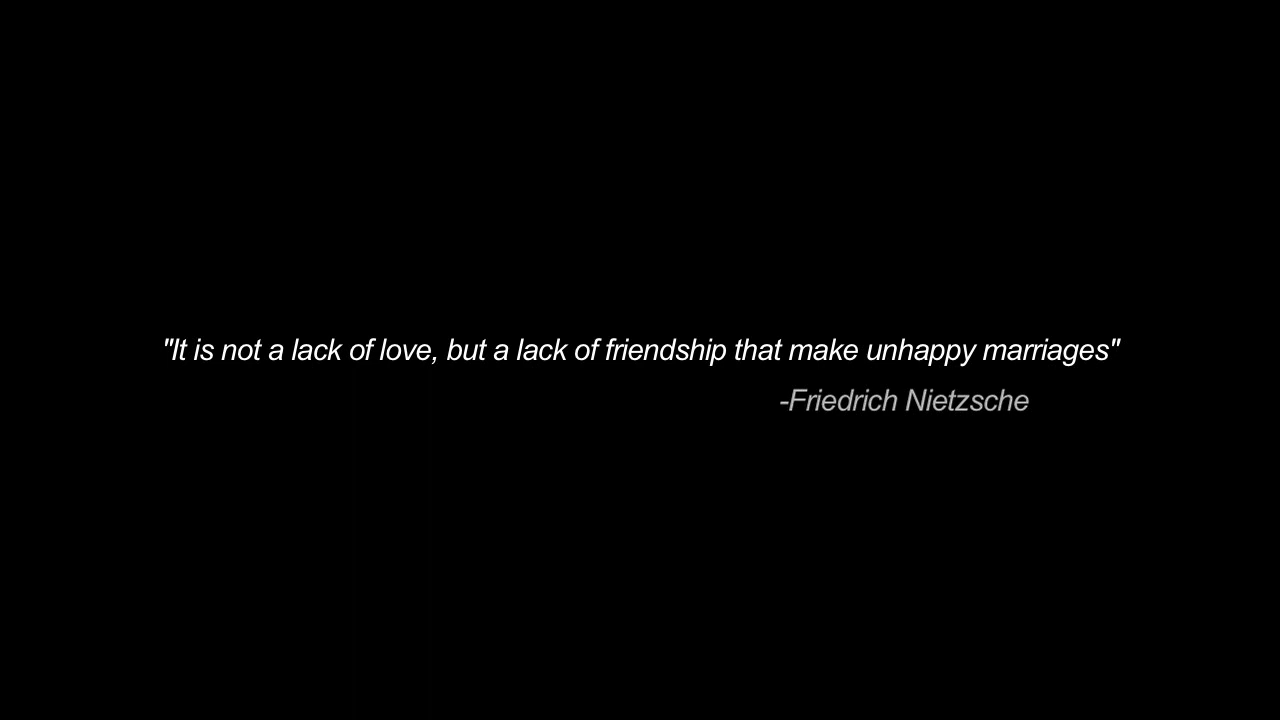 "It is not a lack of love, but a lack of friendship that make unhappy marriages"
-Friedrich Nietzsche